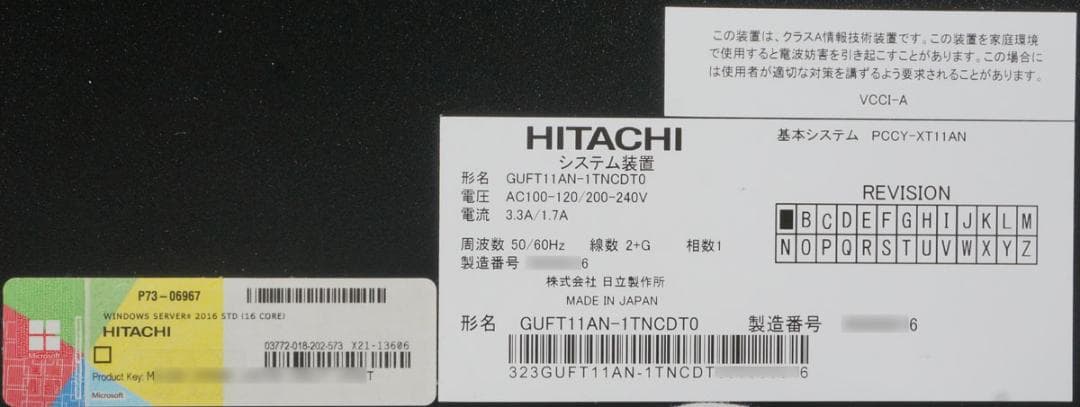 この装置は、クラスA情報技術装置です。この装置を家庭環境
で使用すると電波妨害を引き起こすことがあります。この場合に
は使用者が適切な対策を講ずるよう要求されることがあります。
VCCI-A
HITACHI
基本システム PCCY-XT11AN
システム装置
形名 GUFT11AN-1TNCDT0
電圧 AC100-120/200-240V
電流 3.3A/1.7A
REVISION
B C D E F G H I J K L M
N O P Q R S T U V W X Y Z
周波数 50/60Hz 線数 2+G 相数1
製造番号 6
株式会社 日立製作所
MADE IN JAPAN
形名 GUFT11AN-1TNCDT0 製造番号 6
323GUFT11AN-1TNCDT 6
P73-06967
WINDOWS SERVER® 2016 STD (16 CORE)
HITACHI
Microsoft
03772-018-202-573 X21-13606
Product Key: M T
Microsoft